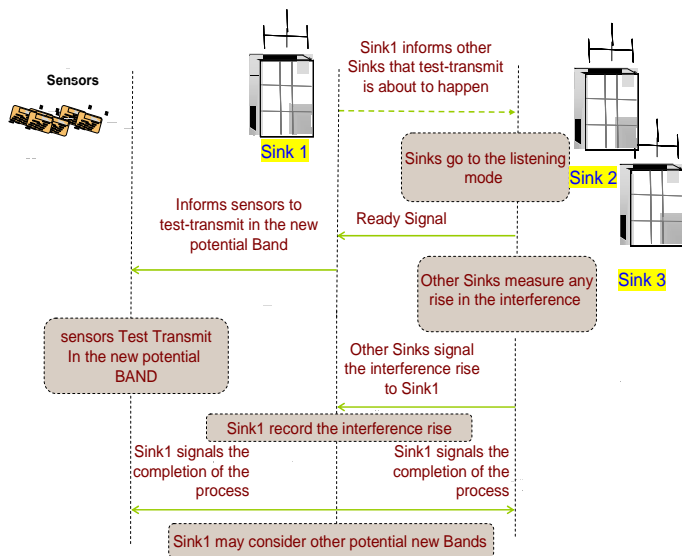 Sensors
Sink 1
Sink1 informs other
Sinks that test-transmit
is about to happen
Sink 2
Sinks go to the listening
mode
Informs sensors to
test-transmit in the new
potential Band
Ready Signal
Sink 3
Other Sinks measure any
rise in the interference
sensors Test Transmit
In the new potential
BAND
Other Sinks signal
the interference rise
to Sink1
Sink1 record the interference rise
Sink1 signals the
completion of the
process
Sink1 signals the
completion of the
process
Sink1 may consider other potential new Bands